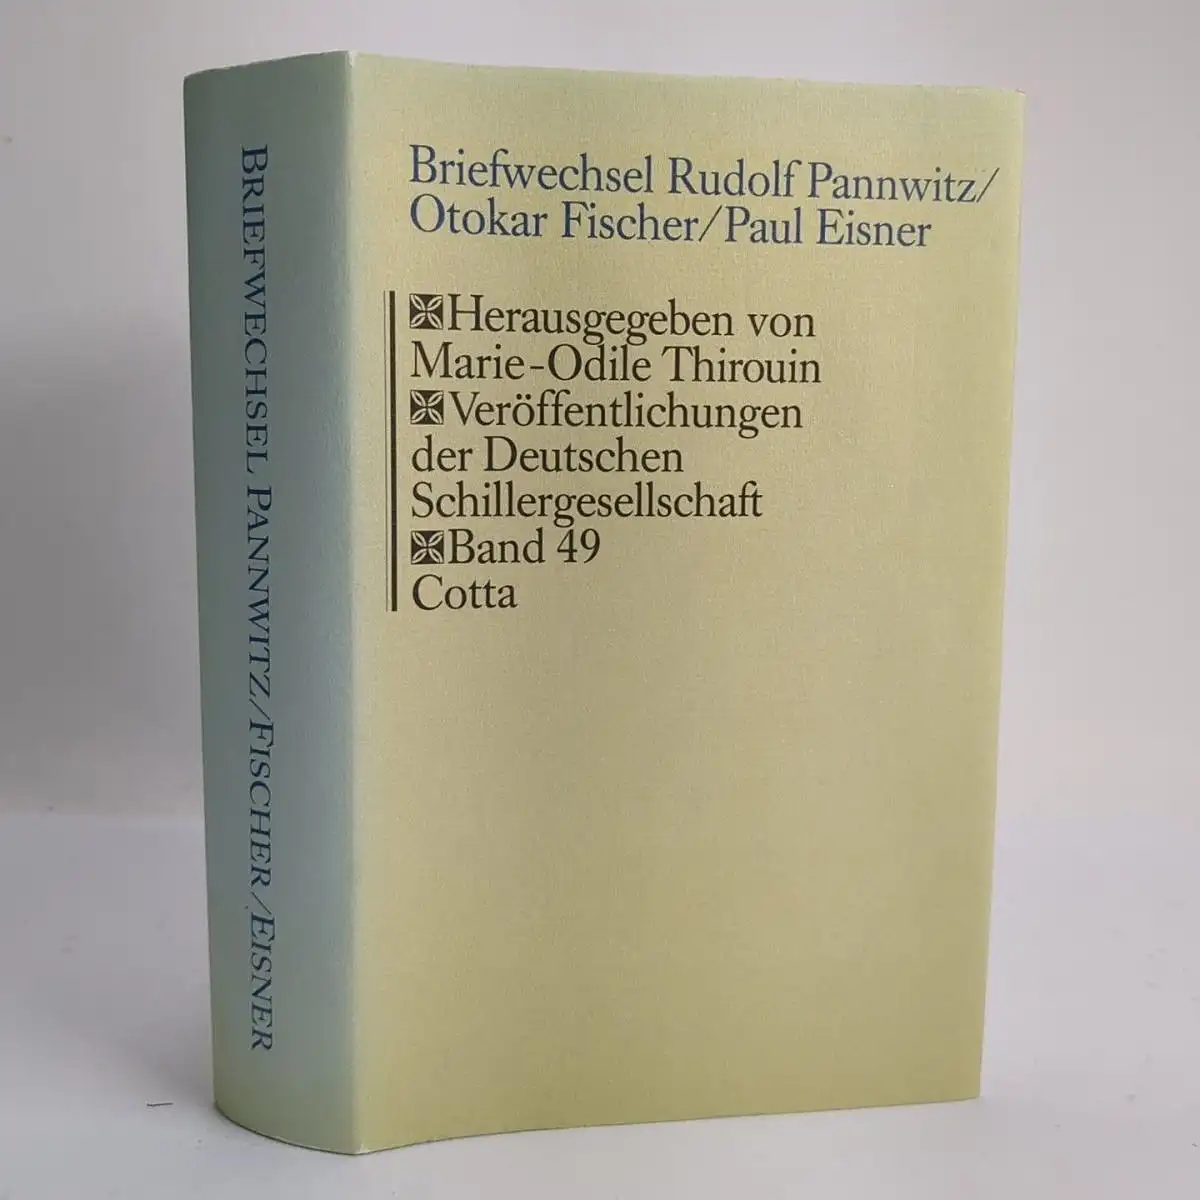 BRIEFWECHSEL PANNWITZ/FISCHER/EISNER
Briefwechsel Rudolf Pannwitz/
Otokar Fischer/Paul Eisner
Herausgegeben von
Marie-Odile Thirouin
Veröffentlichungen
der Deutschen
Schillergesellschaft
Band 49
Cotta